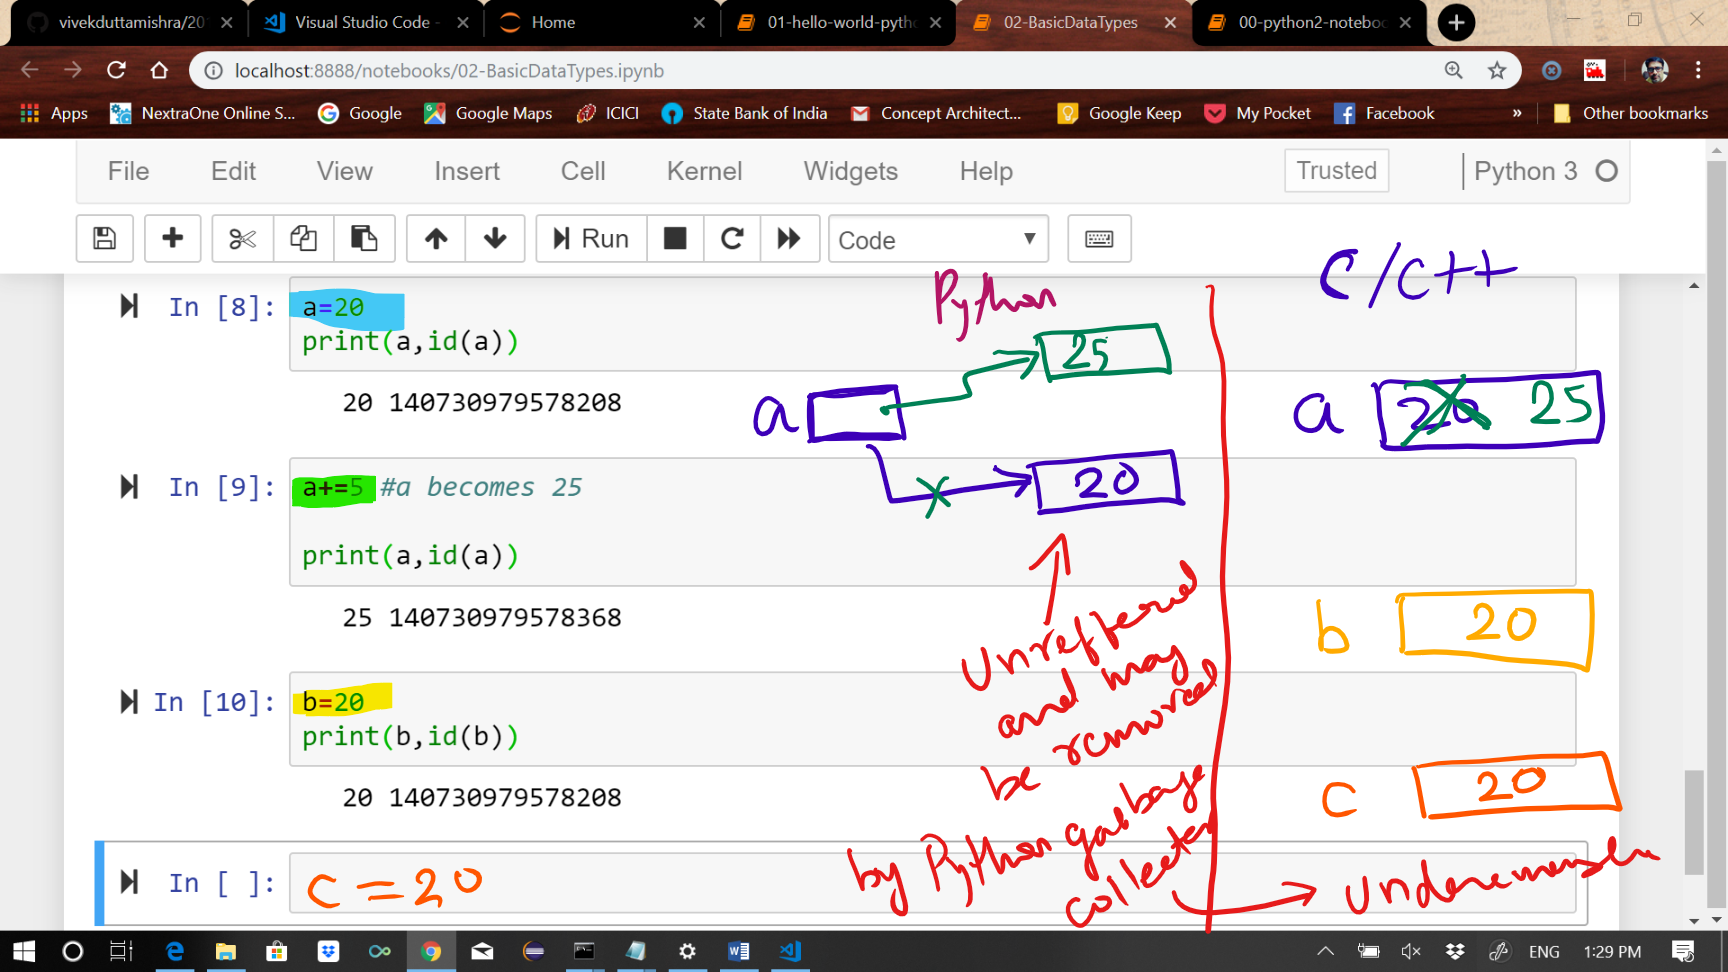 vivekduttamishra/20
Visual Studio Code -
Home
01-hello-world-pyth
02-BasicDataTypes
00-python2-notebo
localhost:8888/notebooks/02-BasicDataTypes.ipynb
Apps
NextraOne Online S...
Google
Google Maps
ICICI
State Bank of India
Concept Architect...
Google Keep
My Pocket
Facebook
»
Other bookmarks
File Edit View Insert Cell Kernel Widgets Help
Trusted
Python 3
Run
Code
C/C++
Python
In [8]: a=20
print(a,id(a))
20 140730979578208
25
a
20
a 20 25
In [9]: a+=5 #a becomes 25
print(a,id(a))
25 140730979578368
b 20
Unreffered
and may
be removed
by Python gabage
collector
In [10]: b=20
print(b,id(b))
20 140730979578208
c 20
In [ ]: c=20
ENG
1:29 PM